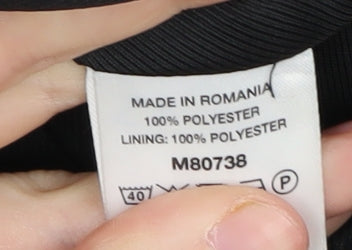 MADE IN ROMANIA
100% POLYESTER
LINING: 100% POLYESTER
M80738
40 P